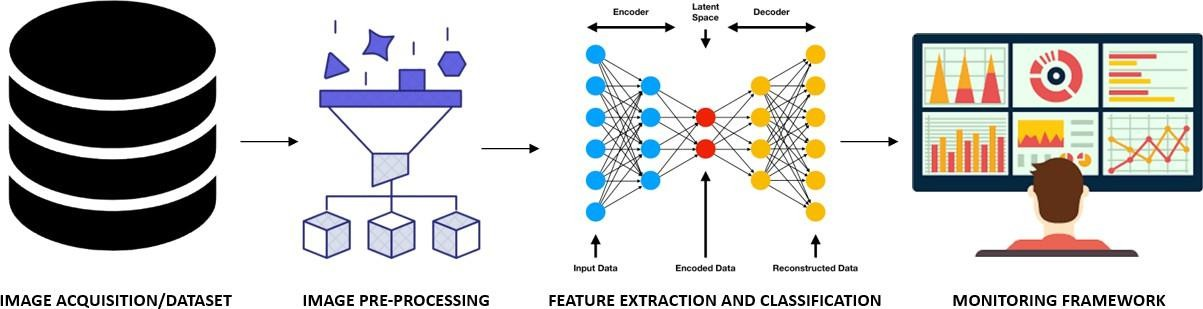 Encoder
Latent
Space
Decoder
Input Data
Encoded Data
Reconstructed Data
IMAGE ACQUISITION/DATASET
IMAGE PRE-PROCESSING
FEATURE EXTRACTION AND CLASSIFICATION
MONITORING FRAMEWORK